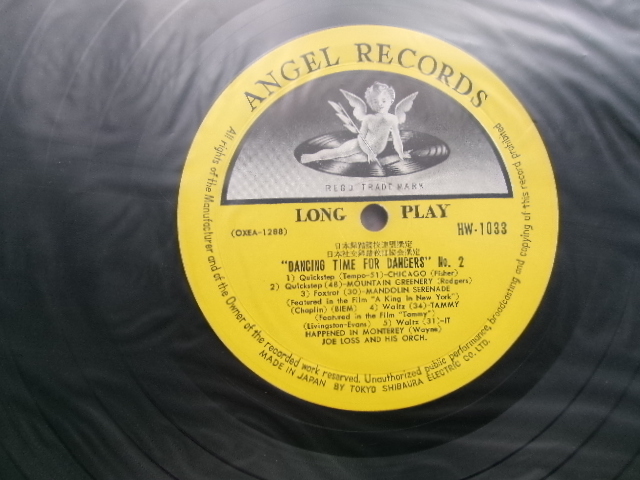 ANGEL RECORDS
REGD TRADE MARK
LONG PLAY
(OXEA-1288)
HW-1033
日本舞踏競技連盟選定
日本社交舞踏教師協会選定
"DANCING TIME FOR DANCERS" No. 2
1) Quickstep (Tempo-51)-CHICAGO (Fisher)
2) Quickstep (48)-MOUNTAIN GREENERY (Rodgers)
3) Foxtrot (30)-MANDOLIN SERENADE
(Featured in the Film "A King In New York")
(Chaplin) (BIEM) 4) Waltz (34)-TAMMY
(Featured in the Film "Tammy")
(Livingston-Evans) 5) Waltz (31)-IT
HAPPENED IN MONTEREY (Wayne)
JOE LOSS AND HIS ORCH.
All rights of the Manufacturer and of the Owner of the recorded work reserved. Unauthorized public performance, broadcasting and copying of this record prohibited
MADE IN JAPAN BY TOKYO SHIBAURA ELECTRIC CO., LTD.